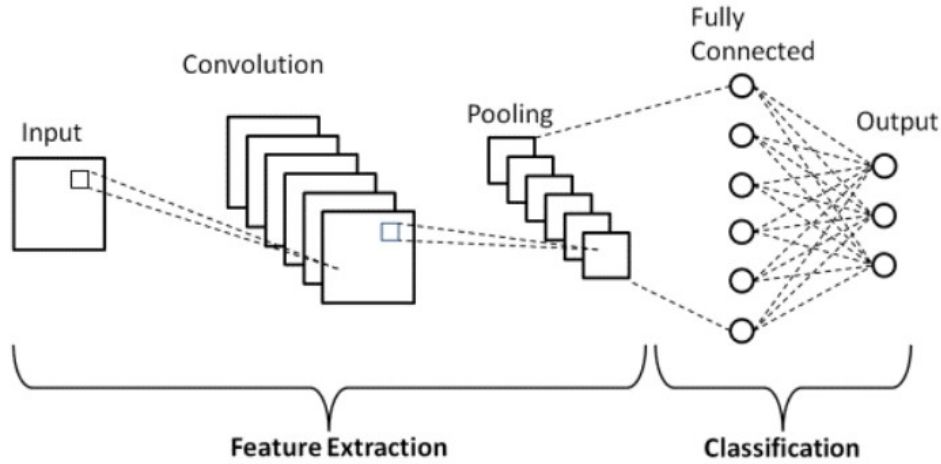 Fully
Connected
Convolution
Pooling
Input
Output
Feature Extraction
Classification